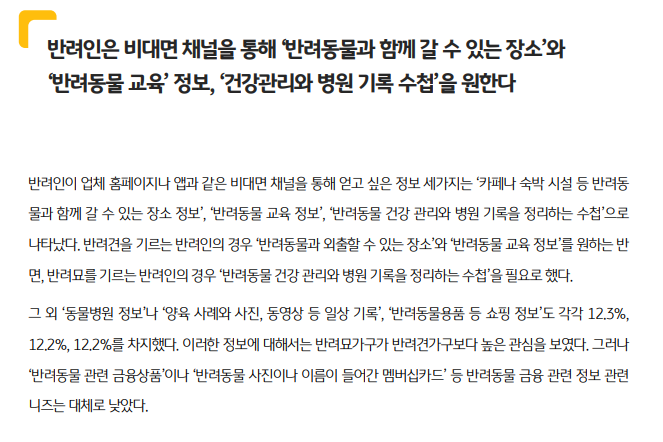 반려인은 비대면 채널을 통해 ‘반려동물과 함께 갈 수 있는 장소’와
‘반려동물 교육’ 정보, ‘건강관리와 병원 기록 수첩’을 원한다
반려인이 업체 홈페이지나 앱과 같은 비대면 채널을 통해 얻고 싶은 정보 세가지는 ‘카페나 숙박 시설 등 반려동
물과 함께 갈 수 있는 장소 정보’, ‘반려동물 교육 정보’, ‘반려동물 건강 관리와 병원 기록을 정리하는 수첩’으로
나타났다. 반려견을 기르는 반려인의 경우 ‘반려동물과 외출할 수 있는 장소’와 ‘반려동물 교육 정보’를 원하는 반
면, 반려묘를 기르는 반려인의 경우 ‘반려동물 건강 관리와 병원 기록을 정리하는 수첩’을 필요로 했다.
그 외 ‘동물병원 정보’나 ‘양육 사례와 사진, 동영상 등 일상 기록’, ‘반려동물용품 등 쇼핑 정보’도 각각 12.3%,
12.2%, 12.2%를 차지했다. 이러한 정보에 대해서는 반려묘가구가 반려견가구보다 높은 관심을 보였다. 그러나
‘반려동물 관련 금융상품’이나 ‘반려동물 사진이나 이름이 들어간 멤버십카드’ 등 반려동물 금융 관련 정보 관련
니즈는 대체로 낮았다.